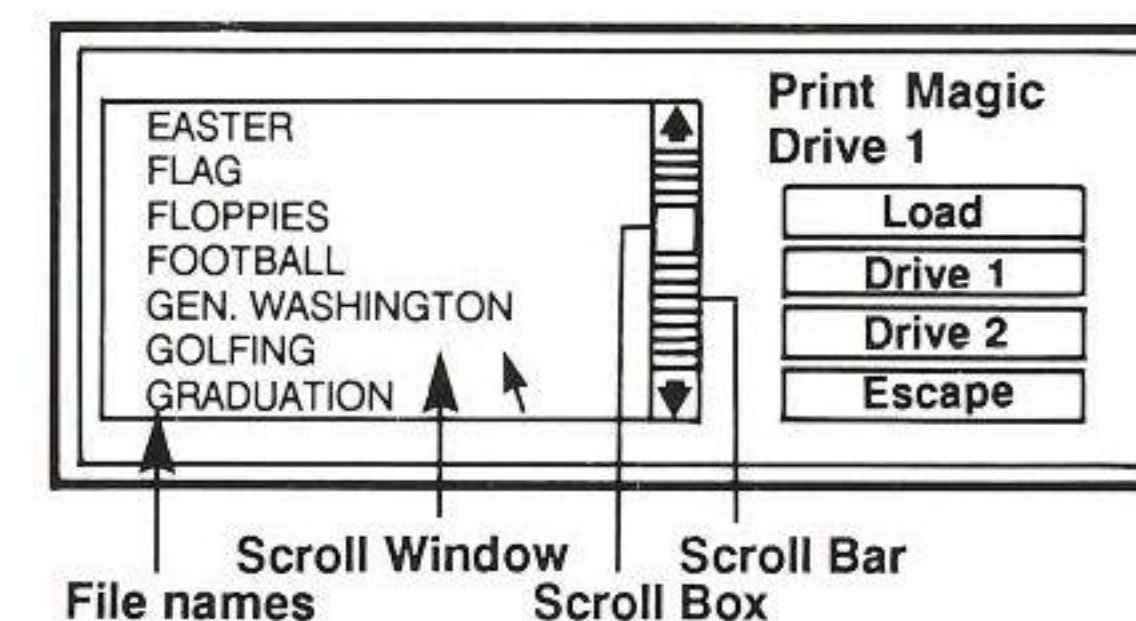 EASTER
FLAG
FLOPPIES
FOOTBALL
GEN. WASHINGTON
GOLFING
GRADUATION
Print Magic
Drive 1
Load
Drive 1
Drive 2
Escape
Scroll Window
Scroll Bar
File names
Scroll Box